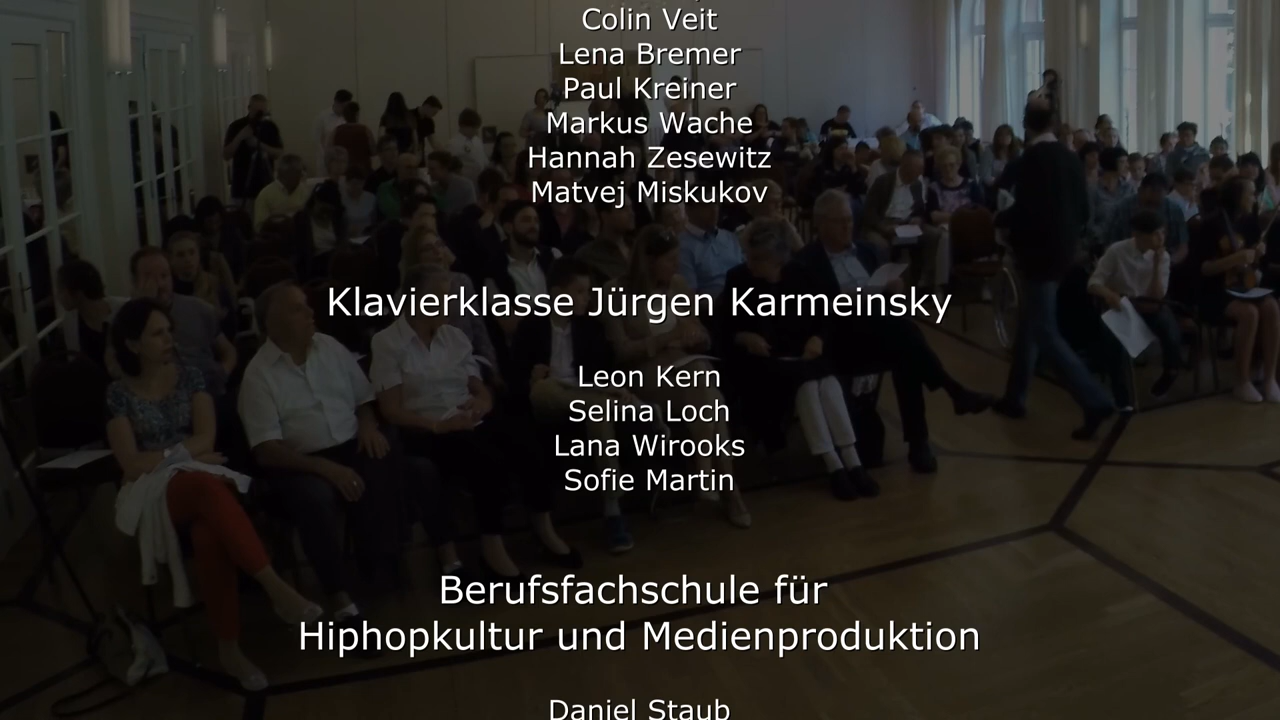 Colin Veit
Lena Bremer
Paul Kreiner
Markus Wache
Hannah Zesewitz
Matvej Miskukov
Klavierklasse Jürgen Karmeinsky
Leon Kern
Selina Loch
Lana Wirooks
Sofie Martin
Berufsfachschule für
Hiphopkultur und Medienproduktion
Daniel Staub